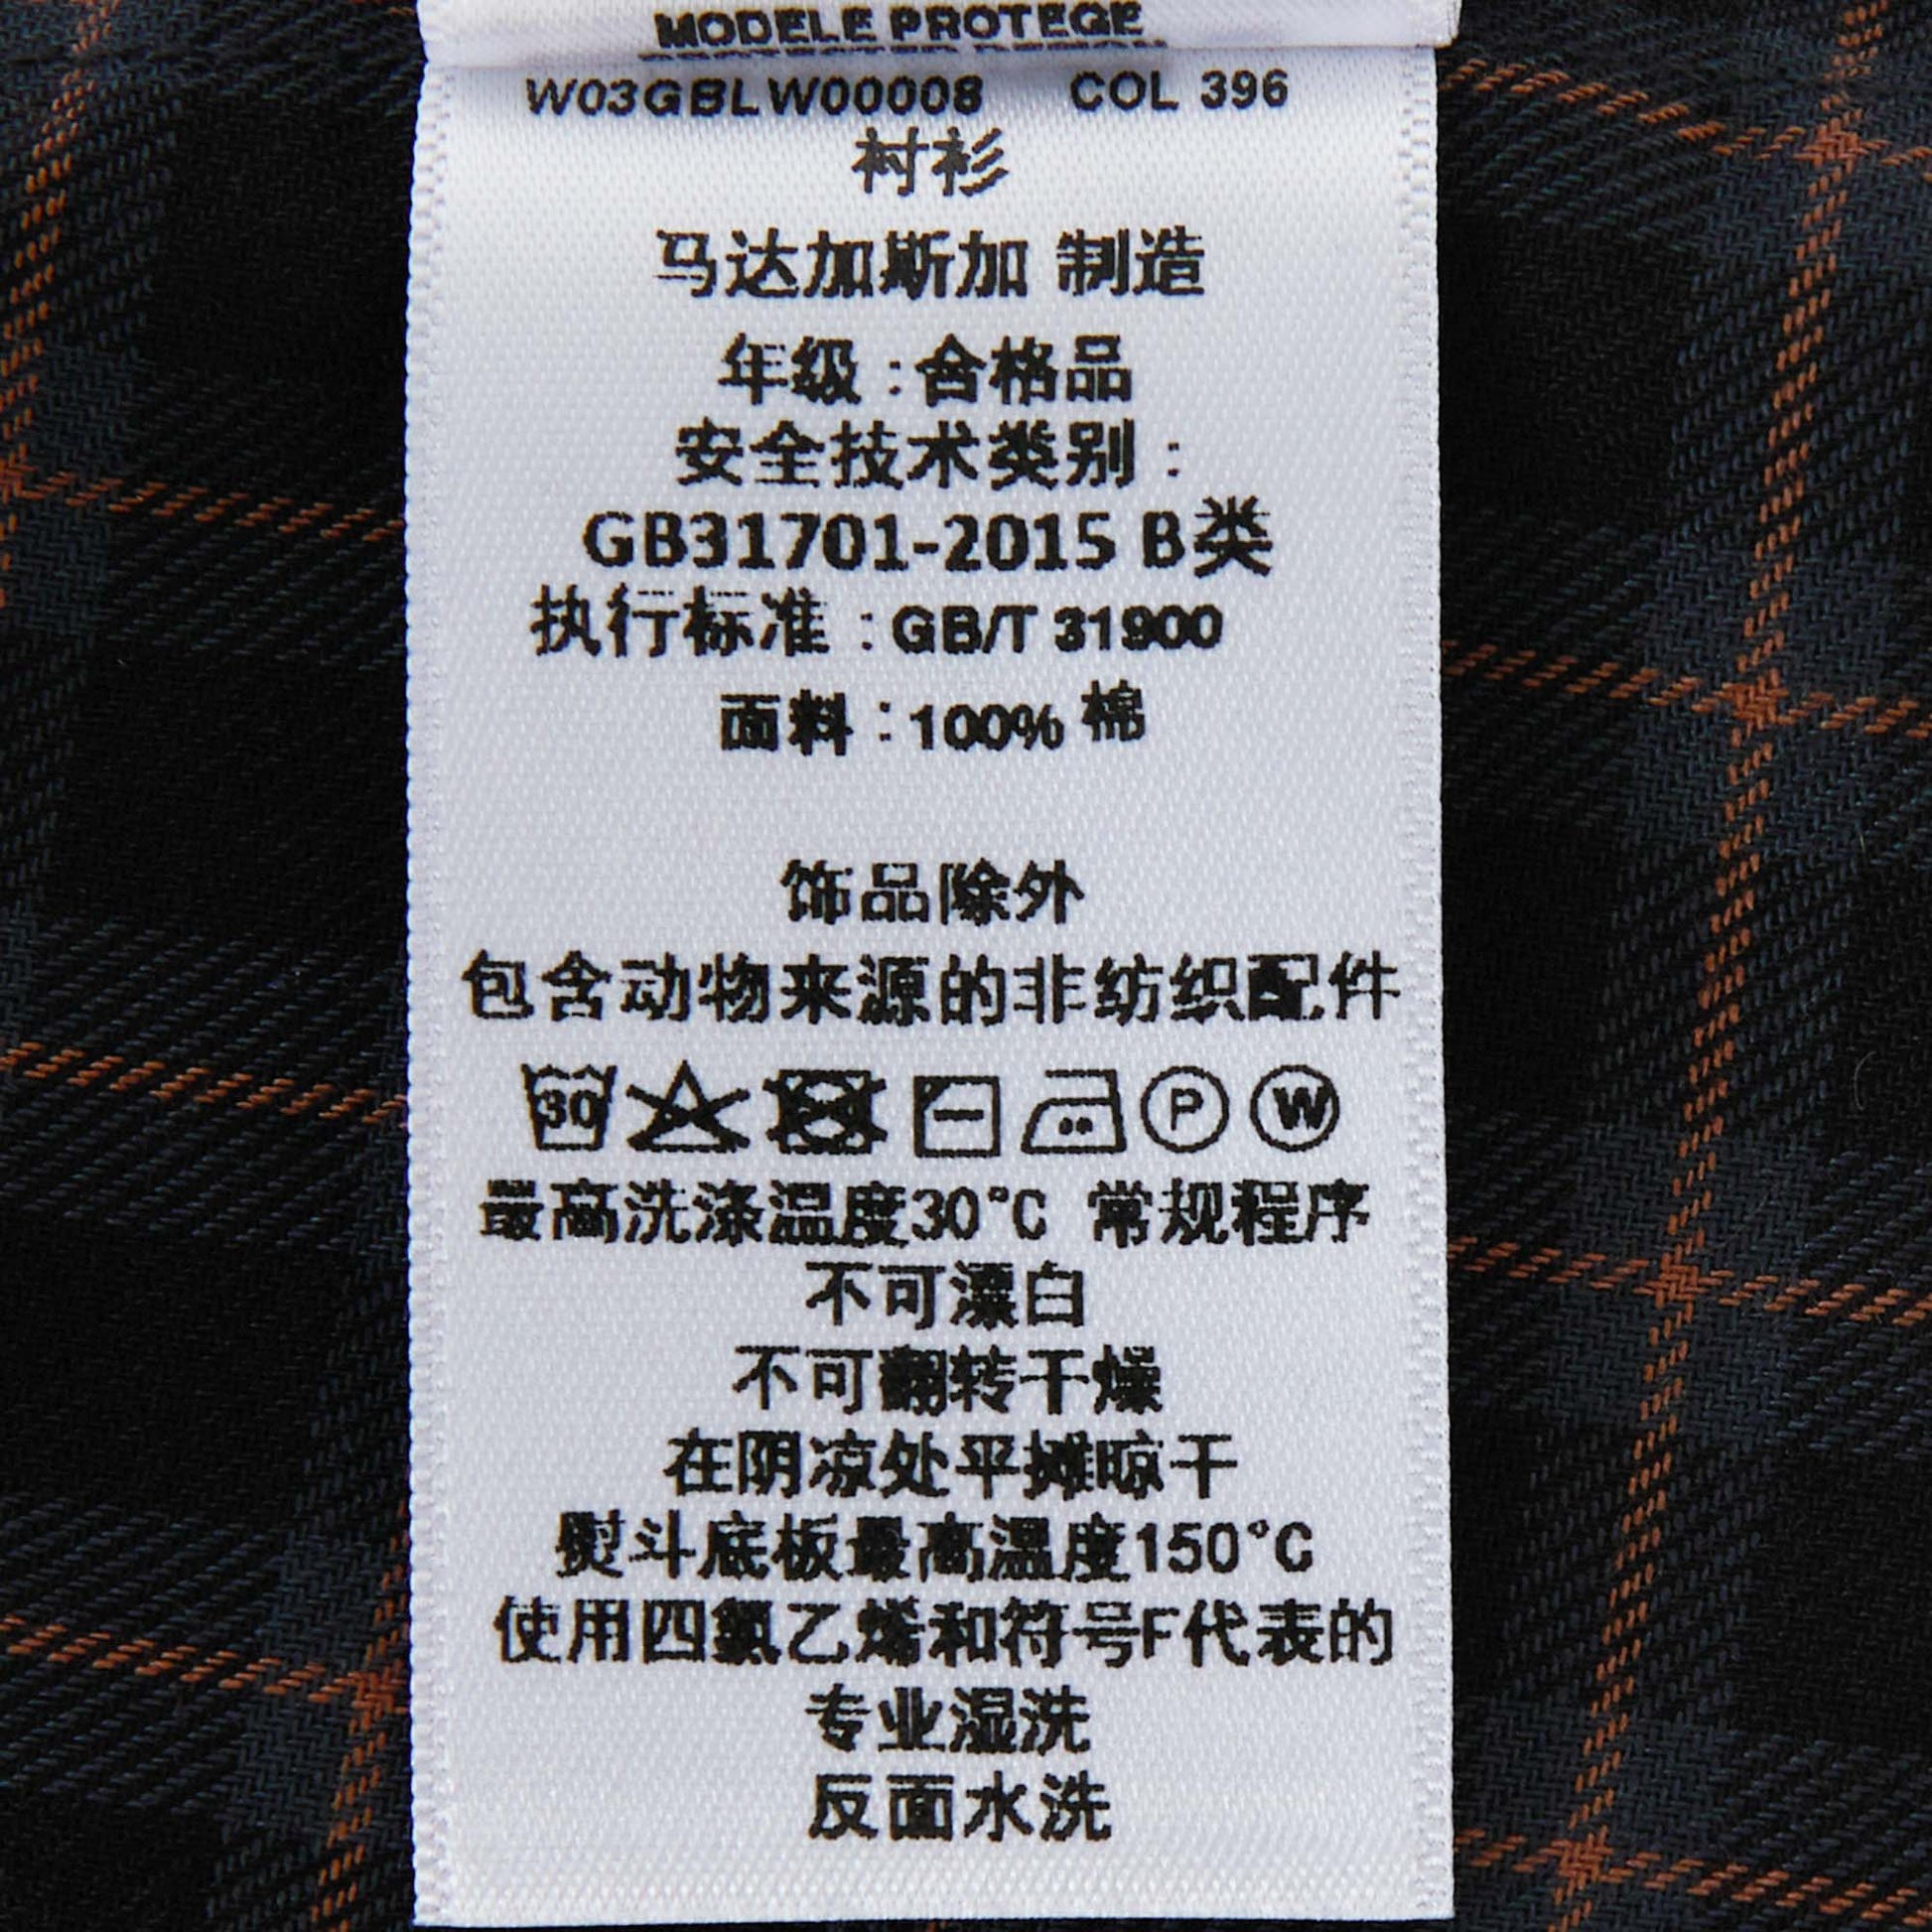 MODELE PROTEGE
W03GBLW00008 COL 396
衬衫
马达加斯加 制造
年级:合格品
安全技术类别:
GB31701-2015 B类
执行标准:GB/T 31900
面料:100% 棉
饰品除外
包含动物来源的非纺织配件
30 P W
最高洗涤温度30°C 常规程序
不可漂白
不可翻转干燥
在阴凉处平摊晾干
熨斗底板最高温度150°C
使用四氯乙烯和符号F代表的
专业湿洗
反面水洗